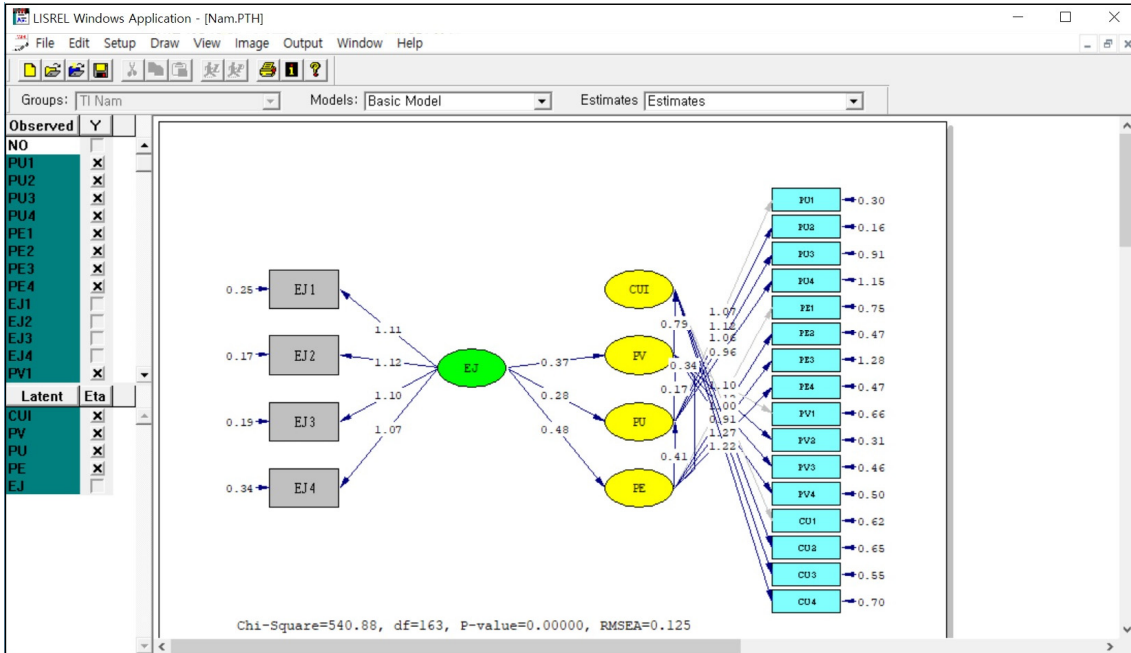 LISREL Windows Application - [Nam.PTH]
File Edit Setup Draw View Image Output Window Help
Groups: TI Nam Models: Basic Model Estimates Estimates
Observed Y
NO
PU1
PU2
PU3
PU4
PE1
PE2
PE3
PE4
EJ1
EJ2
EJ3
EJ4
PV1
Latent Eta
CUI
PV
PU
PE
EJ
0.25 EJ1
0.17 EJ2
0.19 EJ3
0.34 EJ4
1.11
1.12
1.10
1.07
EJ
0.37
0.28
0.48
CUI
PV
PU
PE
0.79
0.34
0.17
0.41
1.07
1.12
1.06
0.96
1.10
1.00
0.91
1.27
1.22
PU1 0.30
PU2 0.16
PU3 0.91
PU4 1.15
PE1 0.75
PE2 0.47
PE3 1.28
PE4 0.47
PV1 0.66
PV2 0.31
PV3 0.46
PV4 0.50
CU1 0.62
CU2 0.65
CU3 0.55
CU4 0.70
Chi-Square=540.88, df=163, P-value=0.00000, RMSEA=0.125